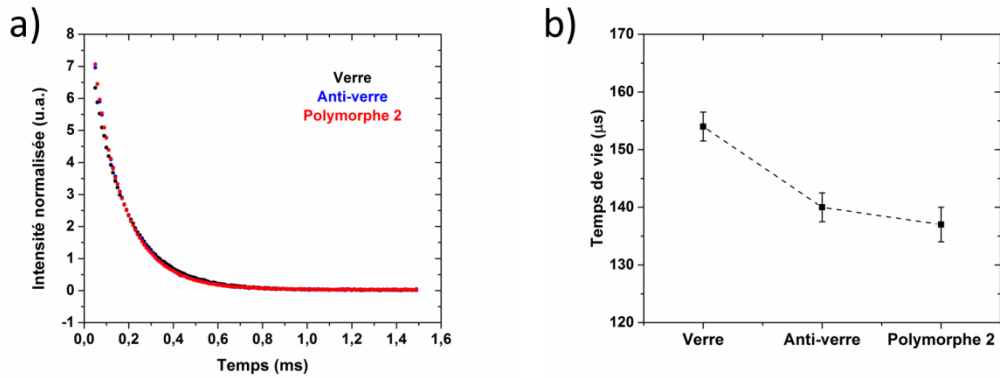 a)
7
6
5
4
3
2
1
0
-1
Intensité normalisée (u.a.)
Verre
Anti-verre
Polymorphe 2
0,0 0,2 0,4 0,6 0,8 1,0 1,2 1,4 1,6
Temps (ms)
b)
170
160
150
140
130
120
Temps de vie (μs)
Verre Anti-verre Polymorphe 2